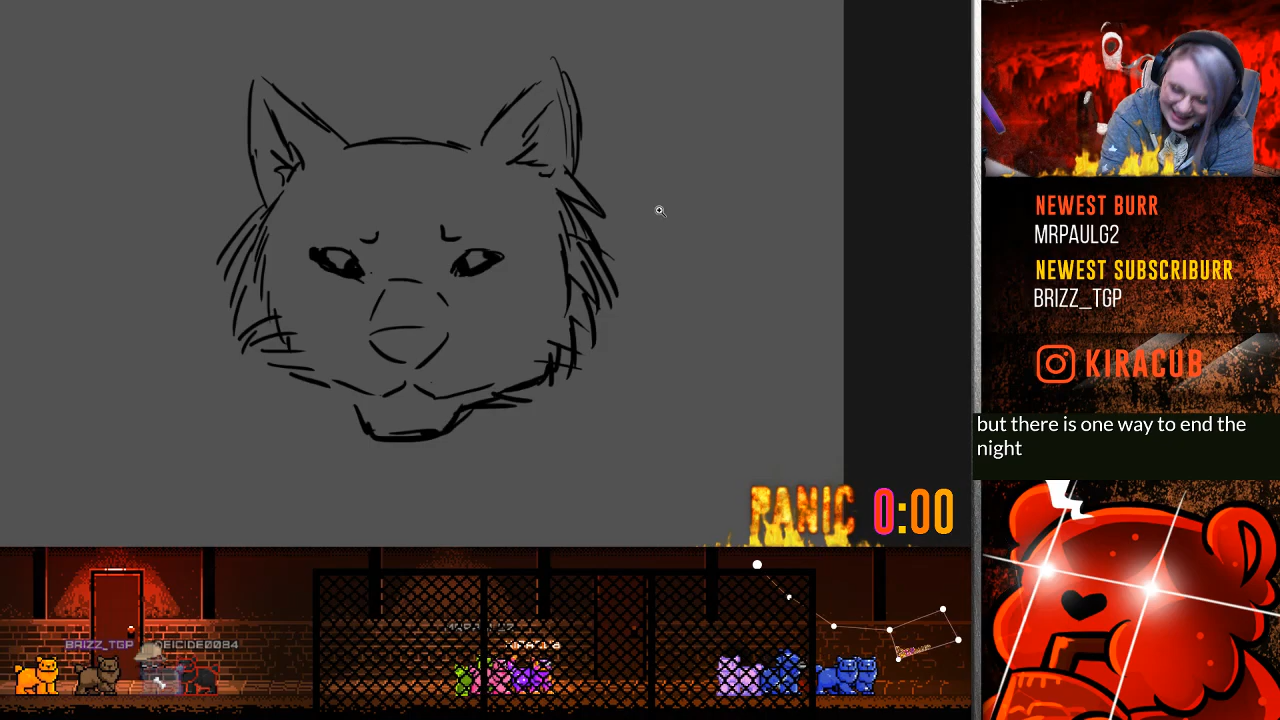 NEWEST BURR
MRPAULG2
NEWEST SUBSCRIBURR
BRIZZ_TGP
KIRACUB
but there is one way to end the
night
PANIC 0:00
BRIZZ_TGP
DEICIDE0084